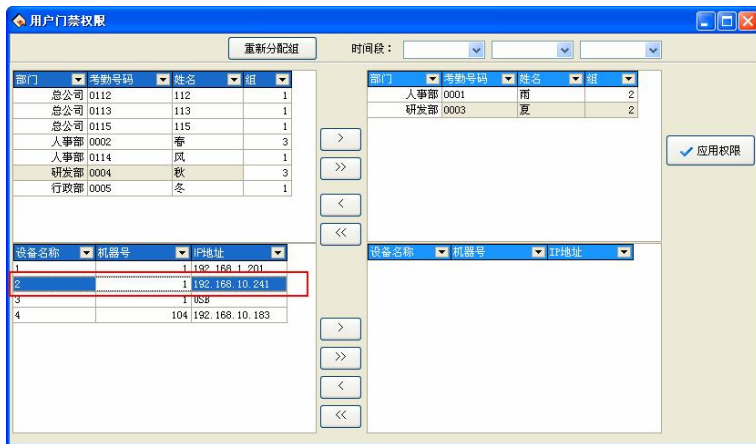 用户门禁权限
重新分配组 时间段：
部门 考勤号码 姓名 组
总公司 0112 112 1
总公司 0113 113 1
总公司 0115 115 1
人事部 0002 春 3
人事部 0114 风 1
研发部 0004 秋 3
行政部 0005 冬 1
部门 考勤号码 姓名 组
人事部 0001 雨 2
研发部 0003 夏 2
>
>>
<
<<
应用权限
设备名称 机器号 IP地址
1 1 192.168.1.201
2 1 192.168.10.241
3 1 USB
4 104 192.168.10.183
设备名称 机器号 IP地址
>
>>
<
<<